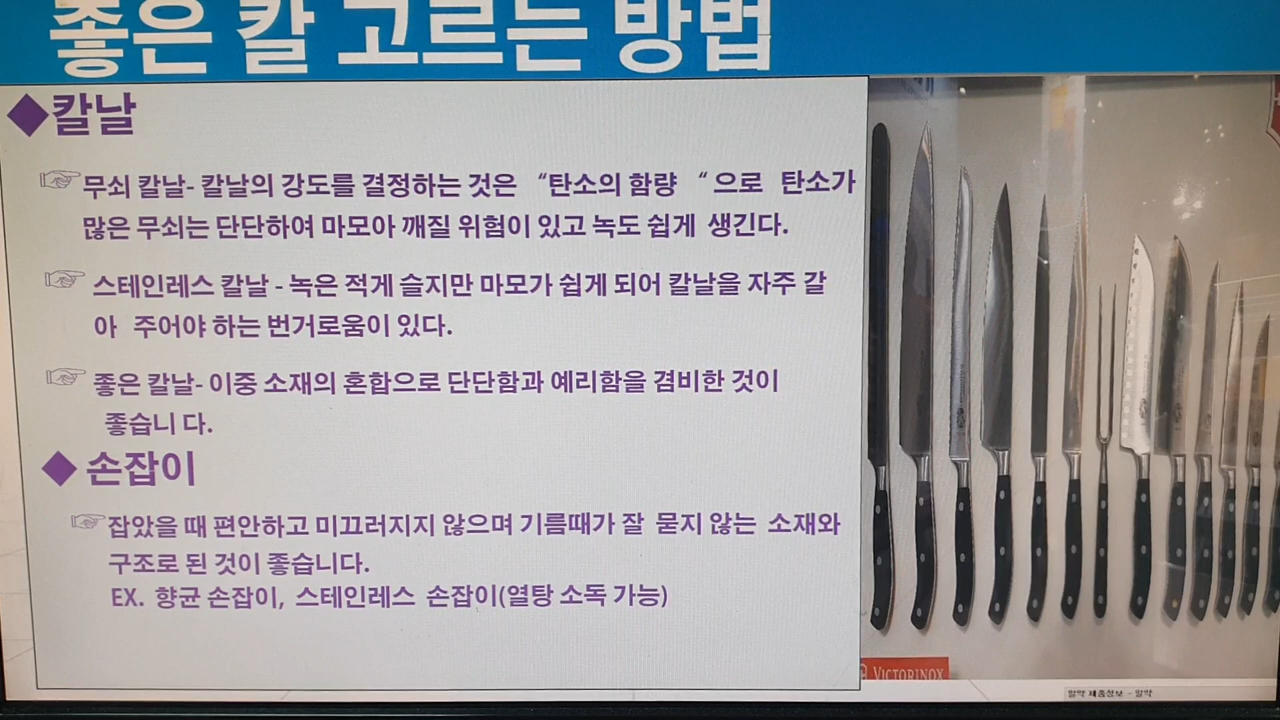 좋은 칼 고르는 방법
◆칼날
☞무쇠 칼날- 칼날의 강도를 결정하는 것은 “탄소의 함량 “ 으로 탄소가
많은 무쇠는 단단하여 마모아 깨질 위험이 있고 녹도 쉽게 생긴다.
☞ 스테인레스 칼날 - 녹은 적게 슬지만 마모가 쉽게 되어 칼날을 자주 갈
아 주어야 하는 번거로움이 있다.
☞ 좋은 칼날- 이중 소재의 혼합으로 단단함과 예리함을 겸비한 것이
좋습니 다.
◆ 손잡이
☞잡았을 때 편안하고 미끄러지지 않으며 기름때가 잘 묻지 않는 소재와
구조로 된 것이 좋습니다.
EX. 향균 손잡이, 스테인레스 손잡이(열탕 소독 가능)
VICTORINOX